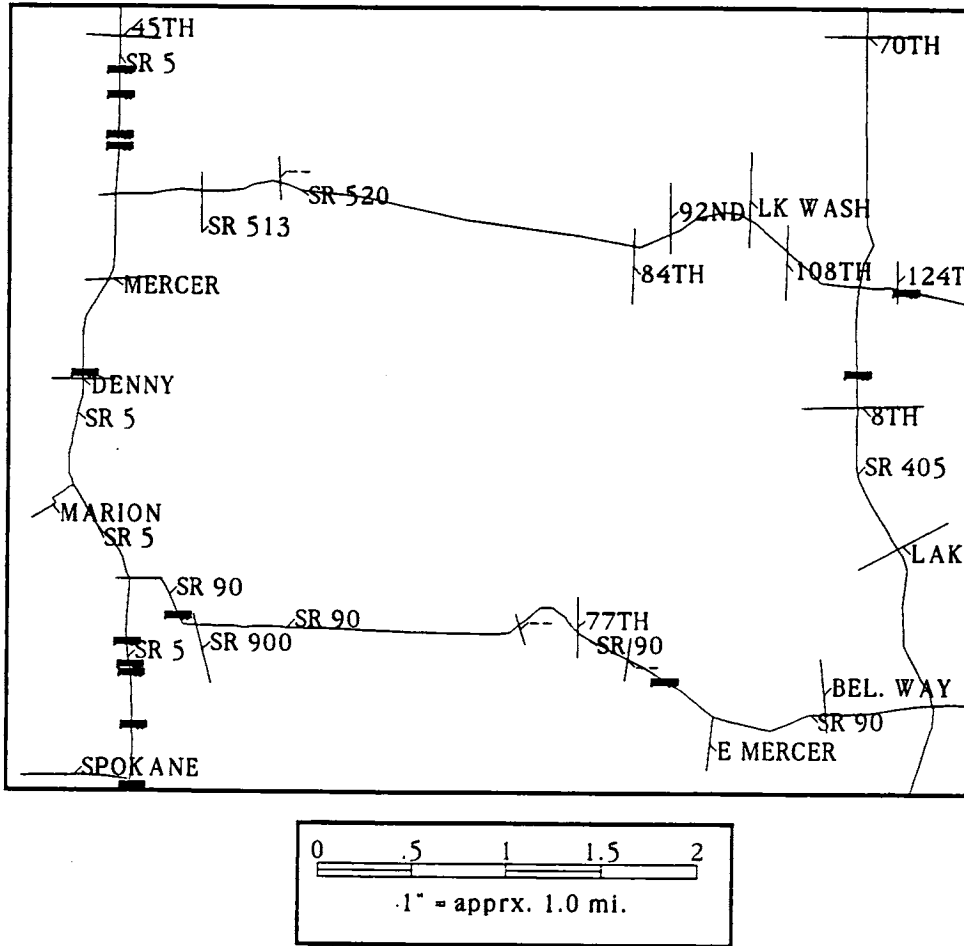 45TH
70TH
SR 5
SR 520
92ND
LK WASH
SR 513
84TH
108TH
124T
MERCER
DENNY
SR 5
8TH
SR 405
MARION
SR 5
LAK
SR 90
SR 90
77TH
SR 900
SR 5
SR 90
BEL. WAY
SR 90
E MERCER
SPOKANE
0 .5 1 1.5 2
.1" = apprx. 1.0 mi.